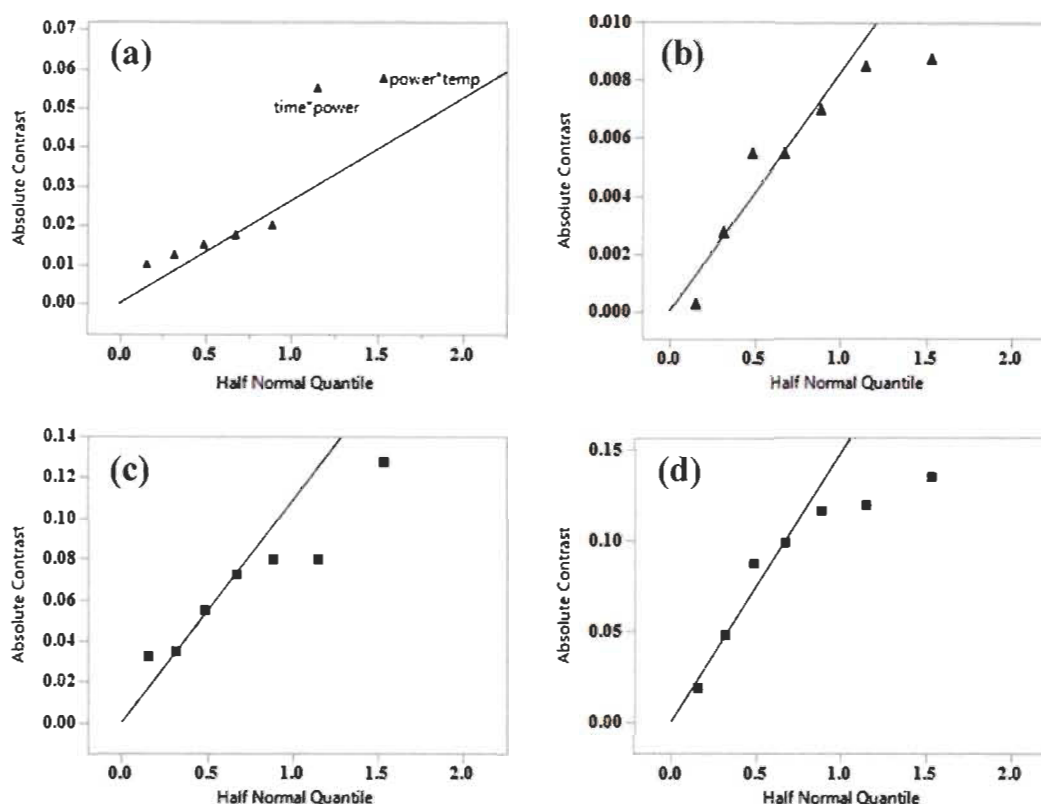 (a)
0.07
0.06
0.05
0.04
0.03
0.02
0.01
0.00
Absolute Contrast
power*temp
time*power
0.0 0.5 1.0 1.5 2.0
Half Normal Quantile
(b)
0.010
0.008
0.006
0.004
0.002
0.000
Absolute Contrast
0.0 0.5 1.0 1.5 2.0
Half Normal Quantile
(c)
0.14
0.12
0.10
0.08
0.06
0.04
0.02
0.00
Absolute Contrast
0.0 0.5 1.0 1.5 2.0
Half Normal Quantile
(d)
0.15
0.10
0.05
0.00
Absolute Contrast
0.0 0.5 1.0 1.5 2.0
Half Normal Quantile